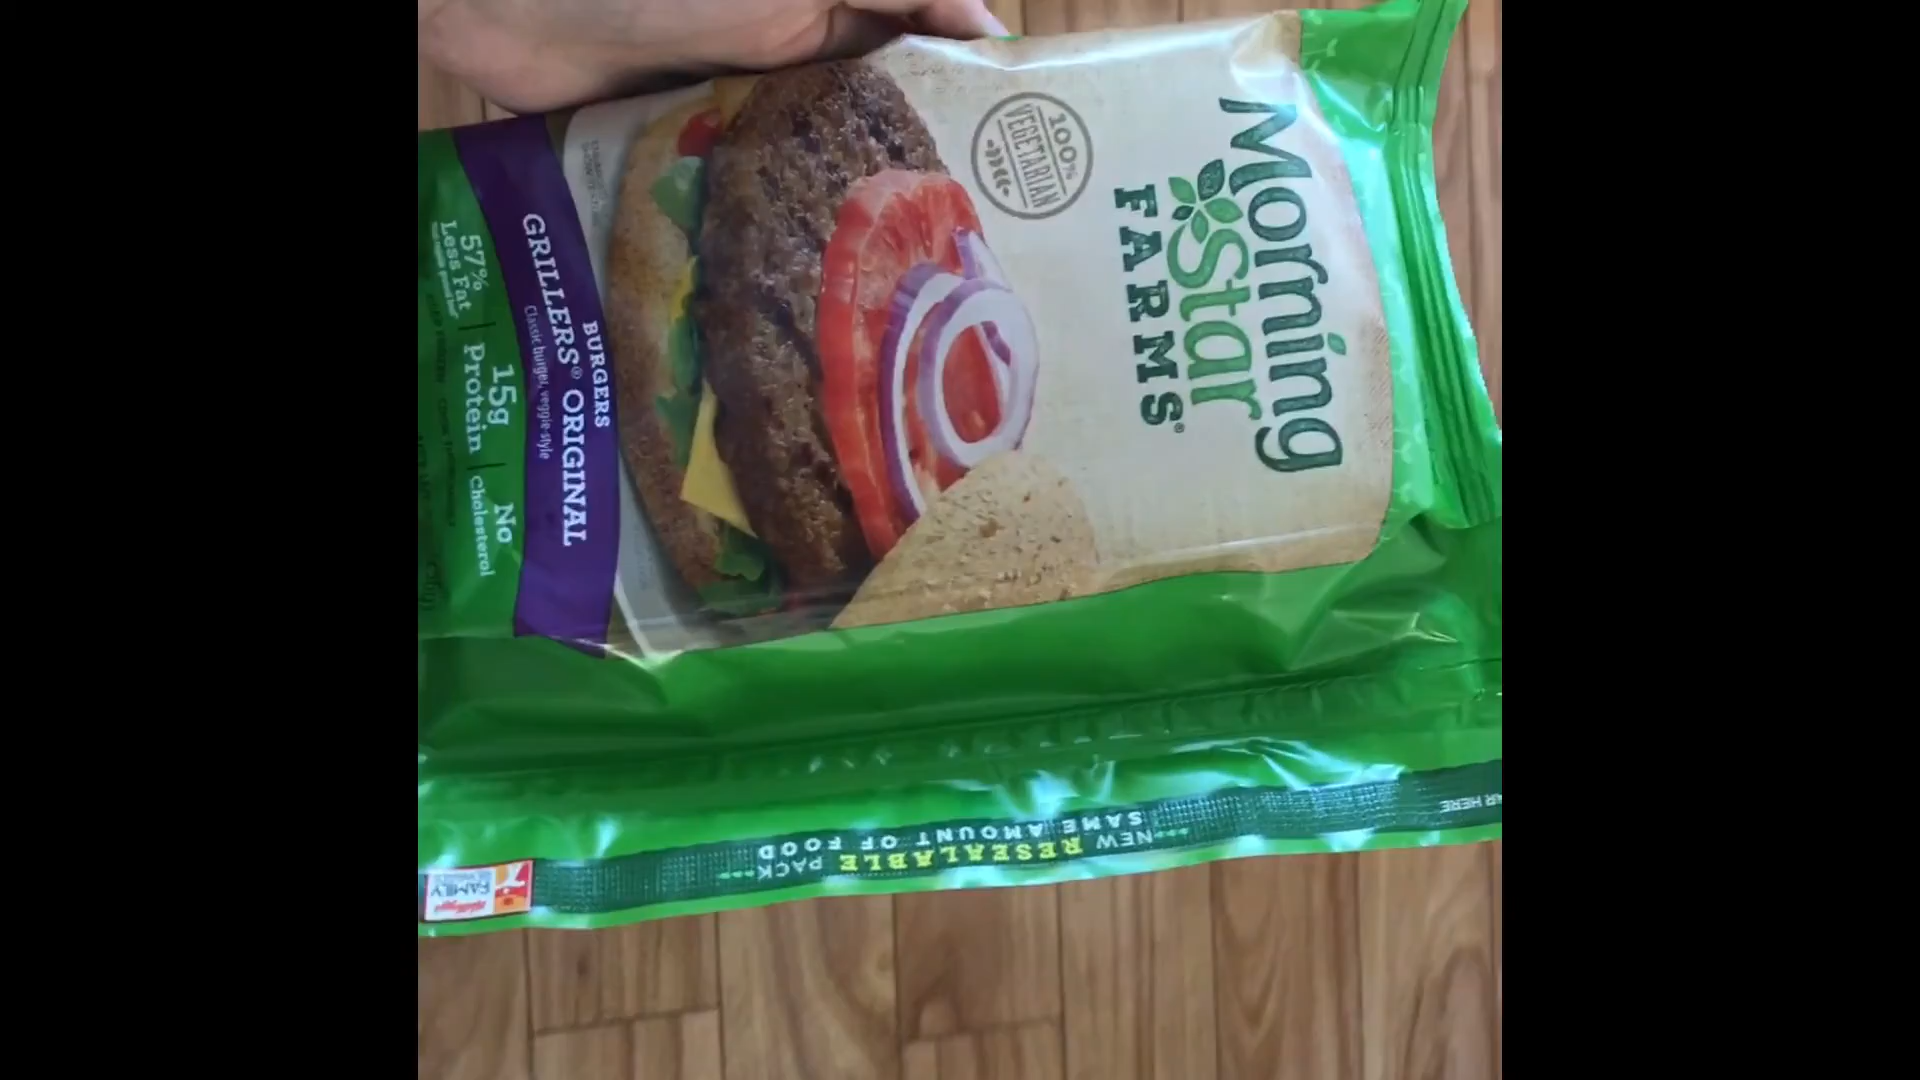 Morning
Star
FARMS®
100%
VEGETARIAN
BURGERS
GRILLERS® ORIGINAL
Classic burger, veggie-style
57%
Less Fat
15g
Protein
No
Cholesterol
NEW RESEALABLE PACK
SAME AMOUNT OF FOOD
HERE
Kellogg's
FAMILY